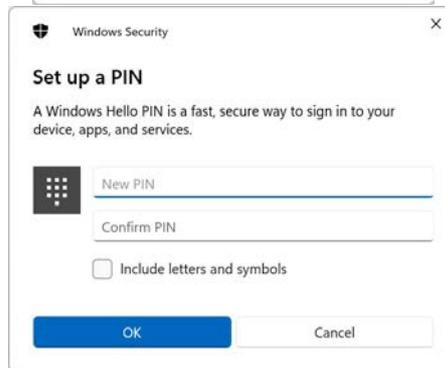 Windows Security
Set up a PIN
A Windows Hello PIN is a fast, secure way to sign in to your
device, apps, and services.
New PIN
Confirm PIN
Include letters and symbols
OK
Cancel